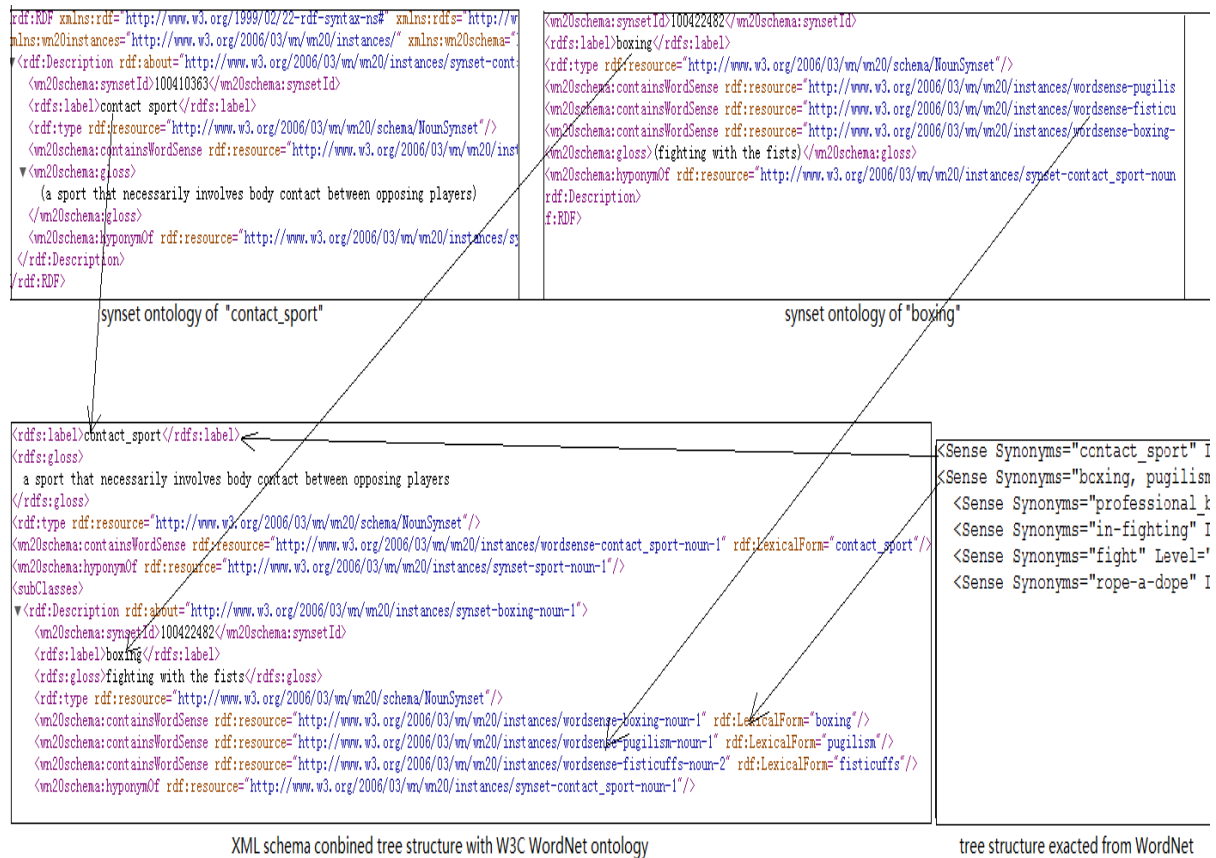 rdf:RDF xmlns:rdf="http://www.w3.org/1999/02/22-rdf-syntax-ns#" xmlns:rdfs="http://w
mlns:wn20instances="http://www.w3.org/2006/03/wn/wn20/instances/" xmlns:wn20schema="
▼<rdf:Description rdf:about="http://www.w3.org/2006/03/wn/wn20/instances/synset-cont
<wn20schema:synsetId>100410363</wn20schema:synsetId>
<rdfs:label>contact sport</rdfs:label>
<rdf:type rdf:resource="http://www.w3.org/2006/03/wn/wn20/schema/NounSynset"/>
<wn20schema:containsWordSense rdf:resource="http://www.w3.org/2006/03/wn/wn20/inst
▼<wn20schema:gloss>
(a sport that necessarily involves body contact between opposing players)
</wn20schema:gloss>
<wn20schema:hyponymOf rdf:resource="http://www.w3.org/2006/03/wn/wn20/instances/sy
</rdf:Description>
/rdf:RDF>
synset ontology of "contact_sport"
<wn20schema:synsetId>100422482</wn20schema:synsetId>
<rdfs:label>boxing</rdfs:label>
<rdf:type rdf:resource="http://www.w3.org/2006/03/wn/wn20/schema/NounSynset"/>
<wn20schema:containsWordSense rdf:resource="http://www.w3.org/2006/03/wn/wn20/instances/wordsense-pugilis
<wn20schema:containsWordSense rdf:resource="http://www.w3.org/2006/03/wn/wn20/instances/wordsense-fisticu
<wn20schema:containsWordSense rdf:resource="http://www.w3.org/2006/03/wn/wn20/instances/wordsense-boxing-
<wn20schema:gloss>(fighting with the fists)</wn20schema:gloss>
<wn20schema:hyponymOf rdf:resource="http://www.w3.org/2006/03/wn/wn20/instances/synset-contact_sport-noun
rdf:Description>
f:RDF>
synset ontology of "boxing"
<rdfs:label>contact_sport</rdfs:label>
<rdfs:gloss>
a sport that necessarily involves body contact between opposing players
</rdfs:gloss>
<rdf:type rdf:resource="http://www.w3.org/2006/03/wn/wn20/schema/NounSynset"/>
<wn20schema:containsWordSense rdf:resource="http://www.w3.org/2006/03/wn/wn20/instances/wordsense-contact_sport-noun-1" rdf:LexicalForm="contact_sport"/>
<wn20schema:hyponymOf rdf:resource="http://www.w3.org/2006/03/wn/wn20/instances/synset-sport-noun-1"/>
<subClasses>
▼<rdf:Description rdf:about="http://www.w3.org/2006/03/wn/wn20/instances/synset-boxing-noun-1">
<wn20schema:synsetId>100422482</wn20schema:synsetId>
<rdfs:label>boxing</rdfs:label>
<rdfs:gloss>fighting with the fists</rdfs:gloss>
<rdf:type rdf:resource="http://www.w3.org/2006/03/wn/wn20/schema/NounSynset"/>
<wn20schema:containsWordSense rdf:resource="http://www.w3.org/2006/03/wn/wn20/instances/wordsense-boxing-noun-1" rdf:LexicalForm="boxing"/>
<wn20schema:containsWordSense rdf:resource="http://www.w3.org/2006/03/wn/wn20/instances/wordsense-pugilism-noun-1" rdf:LexicalForm="pugilism"/>
<wn20schema:containsWordSense rdf:resource="http://www.w3.org/2006/03/wn/wn20/instances/wordsense-fisticuffs-noun-2" rdf:LexicalForm="fisticuffs"/>
<wn20schema:hyponymOf rdf:resource="http://www.w3.org/2006/03/wn/wn20/instances/synset-contact_sport-noun-1"/>
XML schema conbined tree structure with W3C WordNet ontology
<Sense Synonyms="contact_sport"
<Sense Synonyms="boxing, pugilism
<Sense Synonyms="professional_b
<Sense Synonyms="in-fighting"
<Sense Synonyms="fight" Level="
<Sense Synonyms="rope-a-dope"
tree structure exacted from WordNet